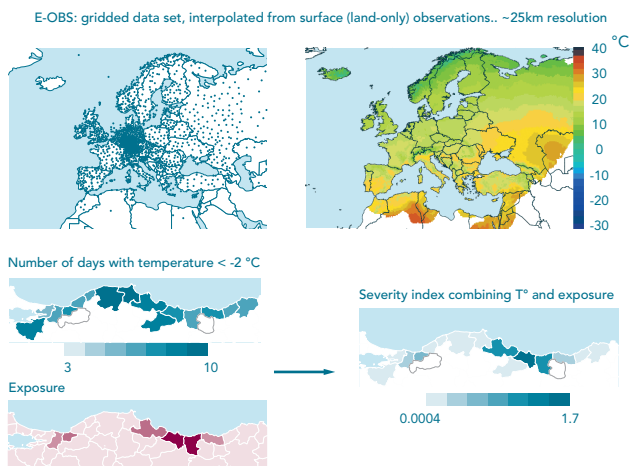 E-OBS: gridded data set, interpolated from surface (land-only) observations.. ~25km resolution
°C
40
30
20
10
0
-10
-20
-30
Number of days with temperature < -2 °C
3
10
Severity index combining T° and exposure
0.0004
1.7
Exposure